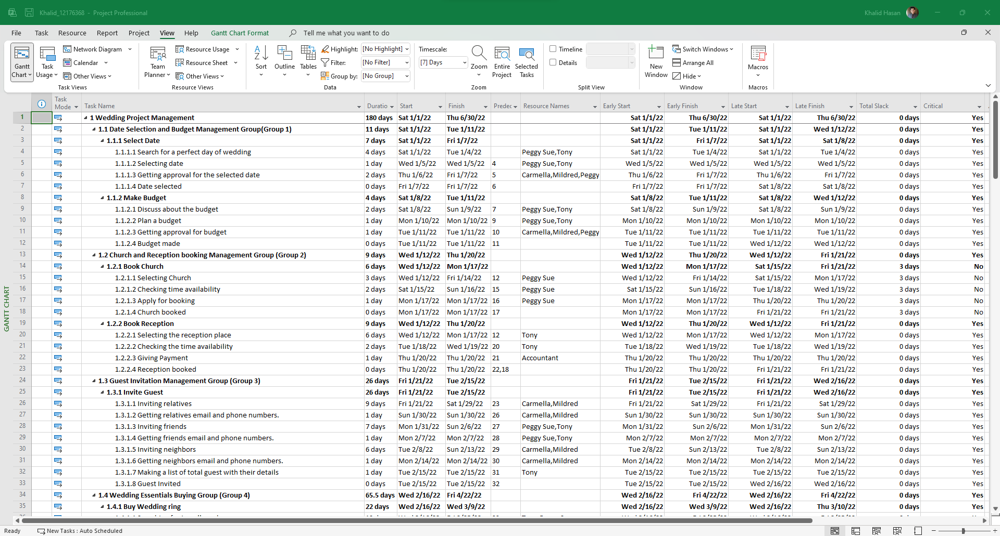 Khalid_12176368 - Project Professional
Khalid Hasan
File Task Resource Report Project View Help Gantt Chart Format Tell me what you want to do
Gantt Chart
Task Usage
Network Diagram
Calendar
Other Views
Task Views
Team Planner
Resource Usage
Resource Sheet
Other Views
Resource Views
Sort
Outline
Tables
Highlight: [No Highlight]
Filter: [No Filter]
Group by: [No Group]
Data
Timescale:
[7] Days
Zoom
Entire Project
Selected Tasks
Zoom
Timeline
Details
Split View
New Window
Switch Windows
Arrange All
Hide
Window
Macros
Macros
Task Mode Task Name Duratio Start Finish Predec Resource Names Early Start Early Finish Late Start Late Finish Total Slack Critical
1 1 Wedding Project Management 180 days Sat 1/1/22 Thu 6/30/22 Sat 1/1/22 Thu 6/30/22 Sat 1/1/22 Thu 6/30/22 0 days Yes
2 1.1 Date Selection and Budget Management Group(Group 1) 11 days Sat 1/1/22 Tue 1/11/22 Sat 1/1/22 Tue 1/11/22 Sat 1/1/22 Wed 1/12/22 0 days Yes
3 1.1.1 Select Date 7 days Sat 1/1/22 Fri 1/7/22 Sat 1/1/22 Fri 1/7/22 Sat 1/1/22 Sat 1/8/22 0 days Yes
4 1.1.1.1 Search for a perfect day of wedding 4 days Sat 1/1/22 Tue 1/4/22 Peggy Sue,Tony Sat 1/1/22 Tue 1/4/22 Sat 1/1/22 Tue 1/4/22 0 days Yes
5 1.1.1.2 Selecting date 1 day Wed 1/5/22 Wed 1/5/22 4 Peggy Sue,Tony Wed 1/5/22 Wed 1/5/22 Wed 1/5/22 Wed 1/5/22 0 days Yes
6 1.1.1.3 Getting approval for the selected date 2 days Thu 1/6/22 Fri 1/7/22 5 Carmella,Mildred,Peggy Thu 1/6/22 Fri 1/7/22 Thu 1/6/22 Fri 1/7/22 0 days Yes
7 1.1.1.4 Date selected 0 days Fri 1/7/22 Fri 1/7/22 6 Fri 1/7/22 Fri 1/7/22 Sat 1/8/22 Sat 1/8/22 0 days Yes
8 1.1.2 Make Budget 4 days Sat 1/8/22 Tue 1/11/22 Sat 1/8/22 Tue 1/11/22 Sat 1/8/22 Wed 1/12/22 0 days Yes
9 1.1.2.1 Discuss about the budget 2 days Sat 1/8/22 Sun 1/9/22 7 Peggy Sue,Tony Sat 1/8/22 Sun 1/9/22 Sat 1/8/22 Sun 1/9/22 0 days Yes
10 1.1.2.2 Plan a budget 1 day Mon 1/10/22 Mon 1/10/22 9 Peggy Sue,Tony Mon 1/10/22 Mon 1/10/22 Mon 1/10/22 Mon 1/10/22 0 days Yes
11 1.1.2.3 Getting approval for budget 1 day Tue 1/11/22 Tue 1/11/22 10 Carmella,Mildred,Peggy Tue 1/11/22 Tue 1/11/22 Tue 1/11/22 Tue 1/11/22 0 days Yes
12 1.1.2.4 Budget made 0 days Tue 1/11/22 Tue 1/11/22 11 Tue 1/11/22 Tue 1/11/22 Wed 1/12/22 Wed 1/12/22 0 days Yes
13 1.2 Church and Reception booking Management Group (Group 2) 9 days Wed 1/12/22 Thu 1/20/22 Wed 1/12/22 Thu 1/20/22 Wed 1/12/22 Fri 1/21/22 0 days Yes
14 1.2.1 Book Church 6 days Wed 1/12/22 Mon 1/17/22 Wed 1/12/22 Mon 1/17/22 Sat 1/15/22 Fri 1/21/22 3 days No
15 1.2.1.1 Selecting Church 3 days Wed 1/12/22 Fri 1/14/22 12 Peggy Sue Wed 1/12/22 Fri 1/14/22 Sat 1/15/22 Mon 1/17/22 3 days No
16 1.2.1.2 Checking time availability 2 days Sat 1/15/22 Sun 1/16/22 15 Peggy Sue Sat 1/15/22 Sun 1/16/22 Tue 1/18/22 Wed 1/19/22 3 days No
17 1.2.1.3 Apply for booking 1 day Mon 1/17/22 Mon 1/17/22 16 Peggy Sue Mon 1/17/22 Mon 1/17/22 Thu 1/20/22 Thu 1/20/22 3 days No
18 1.2.1.4 Church booked 0 days Mon 1/17/22 Mon 1/17/22 17 Mon 1/17/22 Mon 1/17/22 Fri 1/21/22 Fri 1/21/22 3 days No
19 1.2.2 Book Reception 9 days Wed 1/12/22 Thu 1/20/22 Wed 1/12/22 Thu 1/20/22 Wed 1/12/22 Fri 1/21/22 0 days Yes
20 1.2.2.1 Selecting the reception place 6 days Wed 1/12/22 Mon 1/17/22 12 Tony Wed 1/12/22 Mon 1/17/22 Wed 1/12/22 Mon 1/17/22 0 days Yes
21 1.2.2.2 Checking the time availability 2 days Tue 1/18/22 Wed 1/19/22 20 Tony Tue 1/18/22 Wed 1/19/22 Tue 1/18/22 Wed 1/19/22 0 days Yes
22 1.2.2.3 Giving Payment 1 day Thu 1/20/22 Thu 1/20/22 21 Accountant Thu 1/20/22 Thu 1/20/22 Thu 1/20/22 Thu 1/20/22 0 days Yes
23 1.2.2.4 Reception booked 0 days Thu 1/20/22 Thu 1/20/22 22,18 Thu 1/20/22 Thu 1/20/22 Fri 1/21/22 Fri 1/21/22 0 days Yes
24 1.3 Guest Invitation Management Group (Group 3) 26 days Fri 1/21/22 Tue 2/15/22 Fri 1/21/22 Tue 2/15/22 Fri 1/21/22 Wed 2/16/22 0 days Yes
25 1.3.1 Invite Guest 26 days Fri 1/21/22 Tue 2/15/22 Fri 1/21/22 Tue 2/15/22 Fri 1/21/22 Wed 2/16/22 0 days Yes
26 1.3.1.1 Inviting relatives 9 days Fri 1/21/22 Sat 1/29/22 23 Carmella,Mildred Fri 1/21/22 Sat 1/29/22 Fri 1/21/22 Sat 1/29/22 0 days Yes
27 1.3.1.2 Getting relatives email and phone numbers. 1 day Sun 1/30/22 Sun 1/30/22 26 Carmella,Mildred Sun 1/30/22 Sun 1/30/22 Sun 1/30/22 Sun 1/30/22 0 days Yes
28 1.3.1.3 Inviting friends 7 days Mon 1/31/22 Sun 2/6/22 27 Peggy Sue,Tony Mon 1/31/22 Sun 2/6/22 Mon 1/31/22 Sun 2/6/22 0 days Yes
29 1.3.1.4 Getting friends email and phone numbers. 1 day Mon 2/7/22 Mon 2/7/22 28 Peggy Sue,Tony Mon 2/7/22 Mon 2/7/22 Mon 2/7/22 Mon 2/7/22 0 days Yes
30 1.3.1.5 Inviting neighbors 6 days Tue 2/8/22 Sun 2/13/22 29 Carmella,Mildred Tue 2/8/22 Sun 2/13/22 Tue 2/8/22 Sun 2/13/22 0 days Yes
31 1.3.1.6 Getting neighbors email and phone numbers. 1 day Mon 2/14/22 Mon 2/14/22 30 Carmella,Mildred Mon 2/14/22 Mon 2/14/22 Mon 2/14/22 Mon 2/14/22 0 days Yes
32 1.3.1.7 Making a list of total guest with their details 1 day Tue 2/15/22 Tue 2/15/22 31 Tony Tue 2/15/22 Tue 2/15/22 Tue 2/15/22 Tue 2/15/22 0 days Yes
33 1.3.1.8 Guest Invited 0 days Tue 2/15/22 Tue 2/15/22 32 Tue 2/15/22 Tue 2/15/22 Wed 2/16/22 Wed 2/16/22 0 days Yes
34 1.4 Wedding Essentials Buying Group (Group 4) 65.5 days Wed 2/16/22 Fri 4/22/22 Wed 2/16/22 Fri 4/22/22 Wed 2/16/22 Fri 4/22/22 0 days Yes
35 1.4.1 Buy Wedding ring 22 days Wed 2/16/22 Wed 3/9/22 Wed 2/16/22 Wed 3/9/22 Wed 2/16/22 Thu 3/10/22 0 days Yes
GANTT CHART
Ready New Tasks : Auto Scheduled